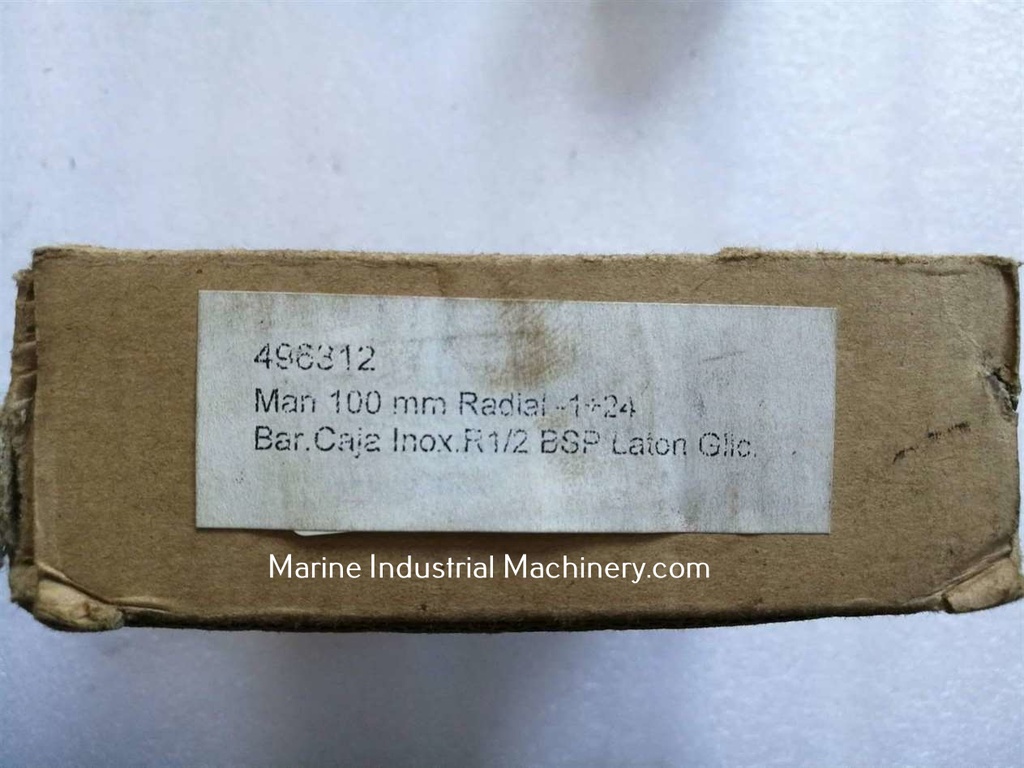 496312
Man 100 mm Radial -1+24
Bar.Caja Inox.R1/2 BSP Laton Glic.
Marine Industrial Machinery.com